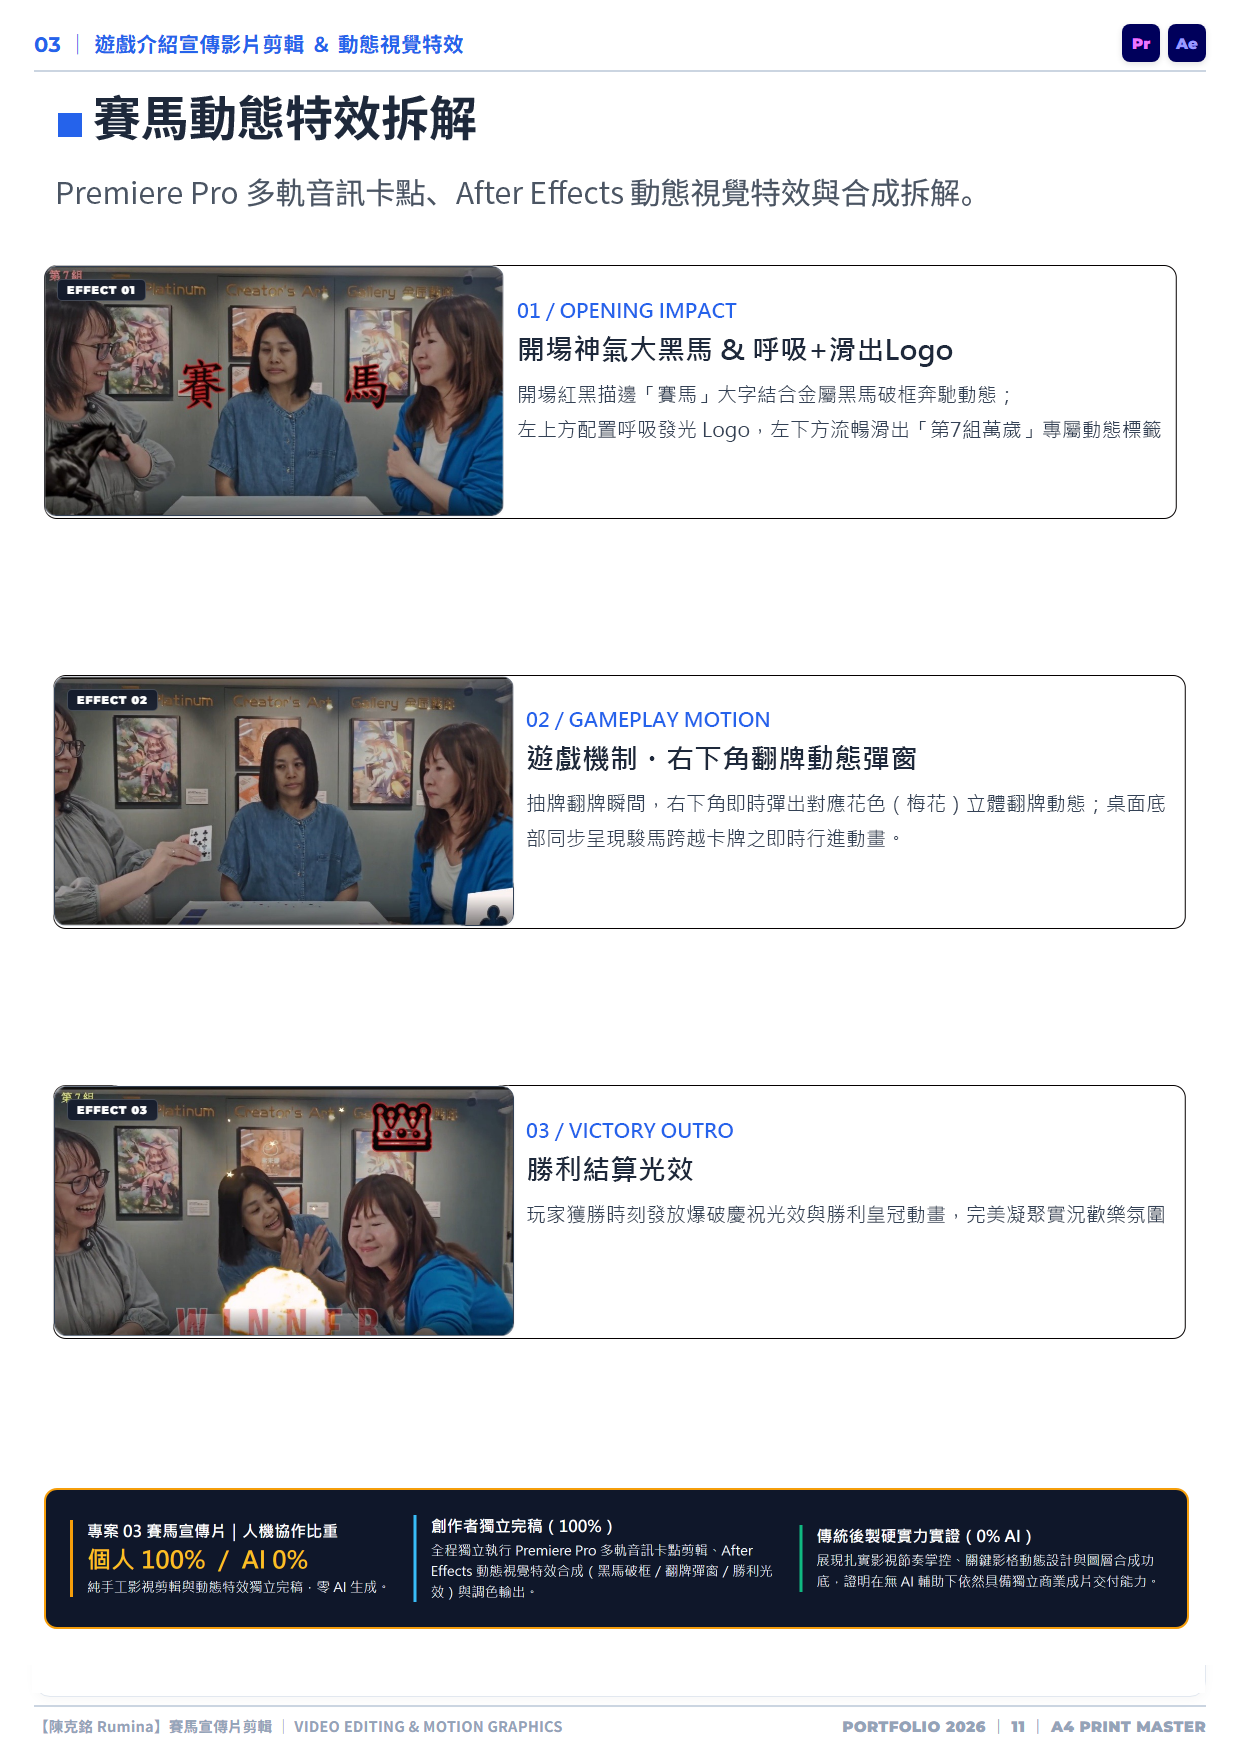 03 | 遊戲介紹宣傳影片剪輯 & 動態視覺特效
Pr Ae
賽馬動態特效拆解
Premiere Pro 多軌音訊卡點、After Effects 動態視覺特效與合成拆解。
第7組
EFFECT 01
Platinum Creator's Art Gallery
賽 馬
01 / OPENING IMPACT
開場神氣大黑馬 & 呼吸+滑出Logo
開場紅黑描邊「賽馬」大字結合金屬黑馬破框奔馳動態；
左上方配置呼吸發光 Logo，左下方流暢滑出「第7組萬歲」專屬動態標籤
EFFECT 02
Platinum Creator's Art Gallery
02 / GAMEPLAY MOTION
遊戲機制・右下角翻牌動態彈窗
抽牌翻牌瞬間，右下角即時彈出對應花色（梅花）立體翻牌動態；桌面底
部同步呈現駿馬跨越卡牌之即時行進動畫。
第7組
EFFECT 03
Platinum Creator's Art
WINNER
03 / VICTORY OUTRO
勝利結算光效
玩家獲勝時刻發放爆破慶祝光效與勝利皇冠動畫，完美凝聚實況歡樂氛圍
專案 03 賽馬宣傳片 | 人機協作比重
個人 100% / AI 0%
純手工影視剪輯與動態特效獨立完稿，零 AI 生成。
創作者獨立完稿（100%）
全程獨立執行 Premiere Pro 多軌音訊卡點剪輯、After
Effects 動態視覺特效合成（黑馬破框 / 翻牌彈窗 / 勝利光
效）與調色輸出。
傳統後製硬實力實證（0% AI）
展現扎實影視節奏掌控、關鍵影格動態設計與圖層合成功
底，證明在無 AI 輔助下依然具備獨立商業成片交付能力。
【陳克銘 Rumina】賽馬宣傳片剪輯 | VIDEO EDITING & MOTION GRAPHICS
PORTFOLIO 2026 | 11 | A4 PRINT MASTER